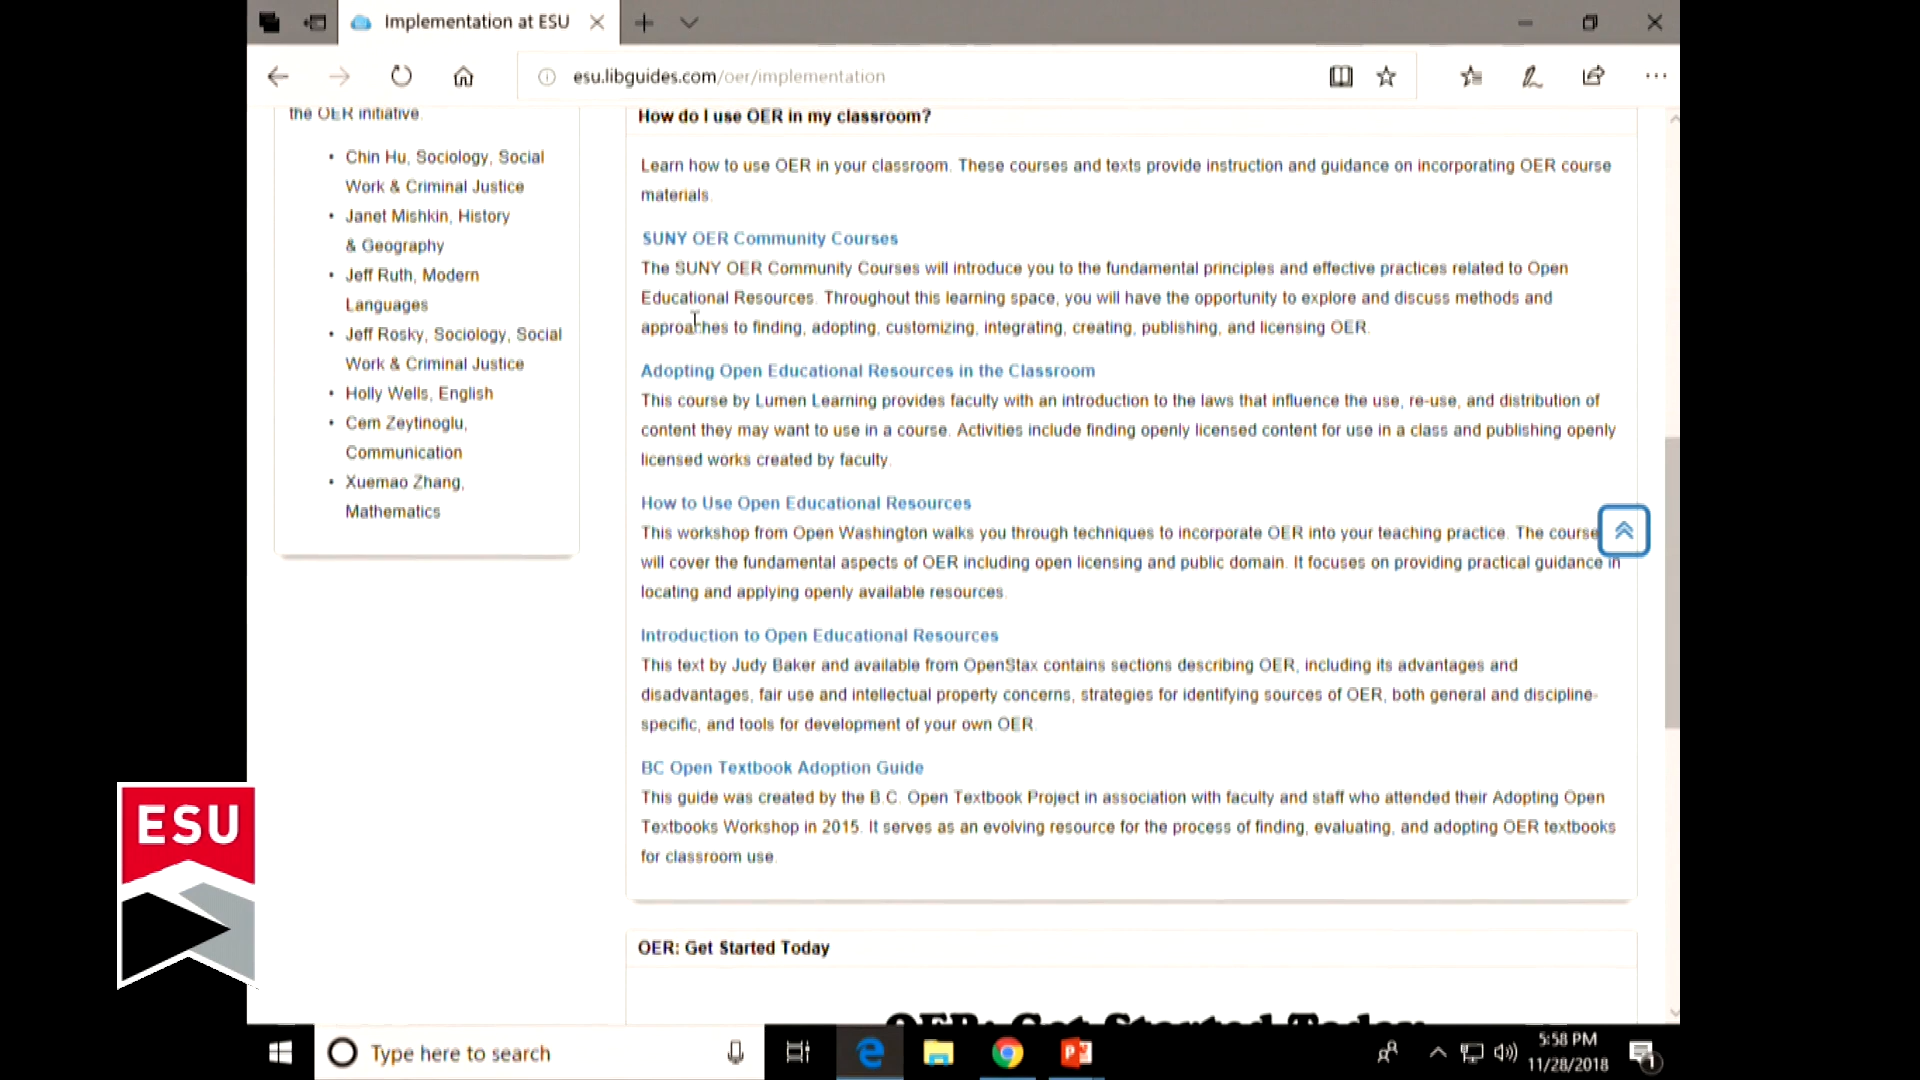 Implementation at ESU
esu.libguides.com/oer/implementation
the OER initiative.
• Chin Hu, Sociology, Social
Work & Criminal Justice
• Janet Mishkin, History
& Geography
• Jeff Ruth, Modern
Languages
• Jeff Rosky, Sociology, Social
Work & Criminal Justice
• Holly Wells, English
• Cem Zeytinoglu,
Communication
• Xuemao Zhang,
Mathematics
How do I use OER in my classroom?
Learn how to use OER in your classroom. These courses and texts provide instruction and guidance on incorporating OER course
materials.
SUNY OER Community Courses
The SUNY OER Community Courses will introduce you to the fundamental principles and effective practices related to Open
Educational Resources. Throughout this learning space, you will have the opportunity to explore and discuss methods and
approaches to finding, adopting, customizing, integrating, creating, publishing, and licensing OER.
Adopting Open Educational Resources in the Classroom
This course by Lumen Learning provides faculty with an introduction to the laws that influence the use, re-use, and distribution of
content they may want to use in a course. Activities include finding openly licensed content for use in a class and publishing openly
licensed works created by faculty.
How to Use Open Educational Resources
This workshop from Open Washington walks you through techniques to incorporate OER into your teaching practice. The course
will cover the fundamental aspects of OER including open licensing and public domain. It focuses on providing practical guidance in
locating and applying openly available resources.
Introduction to Open Educational Resources
This text by Judy Baker and available from OpenStax contains sections describing OER, including its advantages and
disadvantages, fair use and intellectual property concerns, strategies for identifying sources of OER, both general and discipline-
specific, and tools for development of your own OER.
BC Open Textbook Adoption Guide
This guide was created by the B.C. Open Textbook Project in association with faculty and staff who attended their Adopting Open
Textbooks Workshop in 2015. It serves as an evolving resource for the process of finding, evaluating, and adopting OER textbooks
for classroom use.
OER: Get Started Today
OER: Get Started Today
ESU
Type here to search
5:58 PM
11/28/2018
1